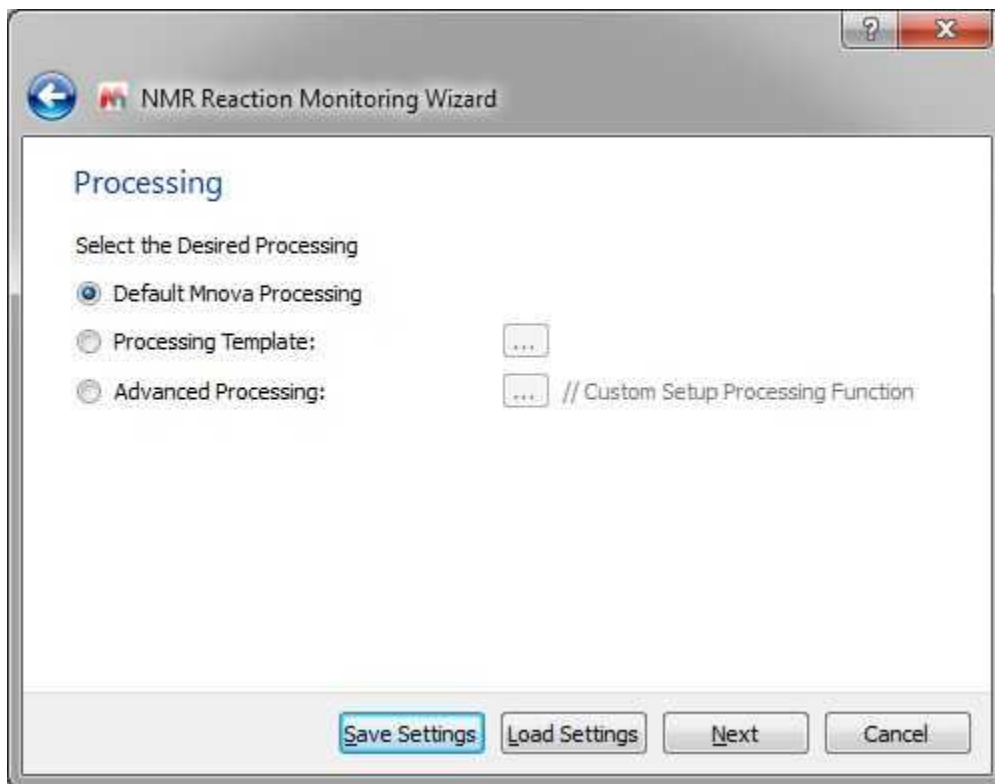 ?
X
NMR Reaction Monitoring Wizard
Processing
Select the Desired Processing
Default Mnova Processing
Processing Template: ...
Advanced Processing: ... // Custom Setup Processing Function
Save Settings Load Settings Next Cancel